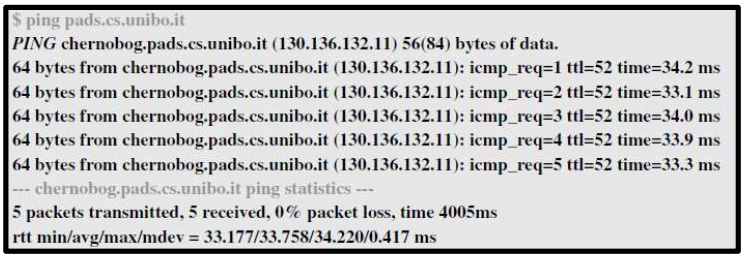 $ ping pads.cs.unibo.it
PING chernobog.pads.cs.unibo.it (130.136.132.11) 56(84) bytes of data.
64 bytes from chernobog.pads.cs.unibo.it (130.136.132.11): icmp_req=1 ttl=52 time=34.2 ms
64 bytes from chernobog.pads.cs.unibo.it (130.136.132.11): icmp_req=2 ttl=52 time=33.1 ms
64 bytes from chernobog.pads.cs.unibo.it (130.136.132.11): icmp_req=3 ttl=52 time=34.0 ms
64 bytes from chernobog.pads.cs.unibo.it (130.136.132.11): icmp_req=4 ttl=52 time=33.9 ms
64 bytes from chernobog.pads.cs.unibo.it (130.136.132.11): icmp_req=5 ttl=52 time=33.3 ms
--- chernobog.pads.cs.unibo.it ping statistics ---
5 packets transmitted, 5 received, 0% packet loss, time 4005ms
rtt min/avg/max/mdev = 33.177/33.758/34.220/0.417 ms